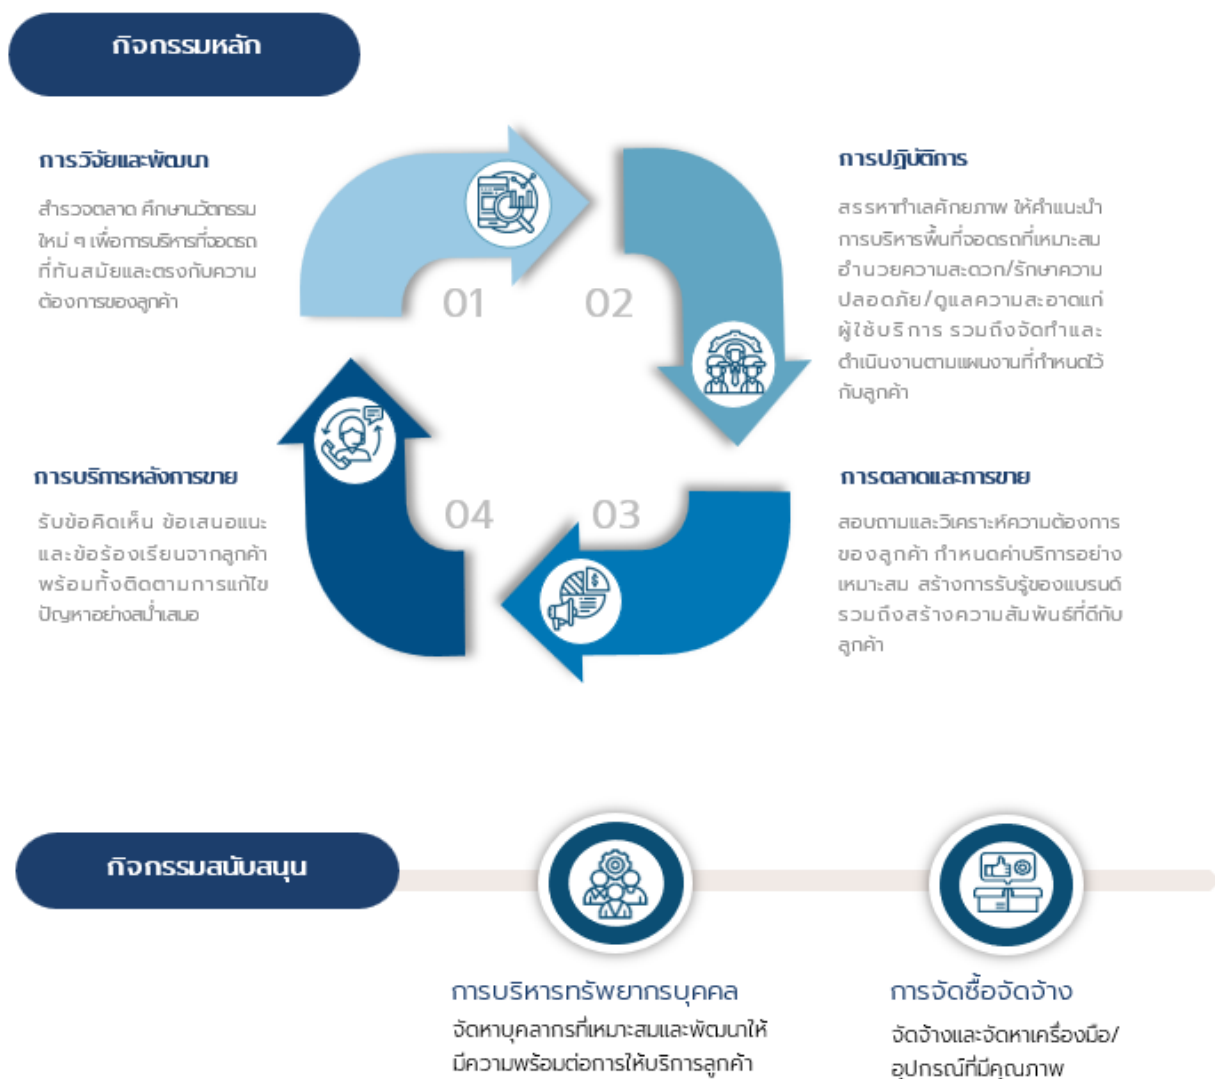 กิจกรรมหลัก
การวิจัยและพัฒนา
สำรวจตลาด ศึกษานวัตกรรม
ใหม่ ๆ เพื่อการบริหารที่จอดรถ
ที่ทันสมัยและตรงกับความ
ต้องการของลูกค้า
01
02
การปฏิบัติการ
สรรหาทำเลศักยภาพ ให้คำแนะนำ
การบริหารพื้นที่จอดรถที่เหมาะสม
อำนวยความสะดวก/รักษาความ
ปลอดภัย/ดูแลความสะอาดแก่
ผู้ใช้บริการ รวมถึงจัดทำและ
ดำเนินงานตามแผนงานที่กำหนดไว้
กับลูกค้า
การบริการหลังการขาย
รับข้อคิดเห็น ข้อเสนอแนะ
และข้อร้องเรียนจากลูกค้า
พร้อมทั้งติดตามการแก้ไข
ปัญหาอย่างสม่ำเสมอ
04
03
การตลาดและการขาย
สอบถามและวิเคราะห์ความต้องการ
ของลูกค้า กำหนดค่าบริการอย่าง
เหมาะสม สร้างการรับรู้ของแบรนด์
รวมถึงสร้างความสัมพันธ์ที่ดีกับ
ลูกค้า
กิจกรรมสนับสนุน
การบริหารทรัพยากรบุคคล
จัดหาบุคลากรที่เหมาะสมและพัฒนาให้
มีความพร้อมต่อการให้บริการลูกค้า
การจัดซื้อจัดจ้าง
จัดจ้างและจัดหาเครื่องมือ/
อุปกรณ์ที่มีคุณภาพ